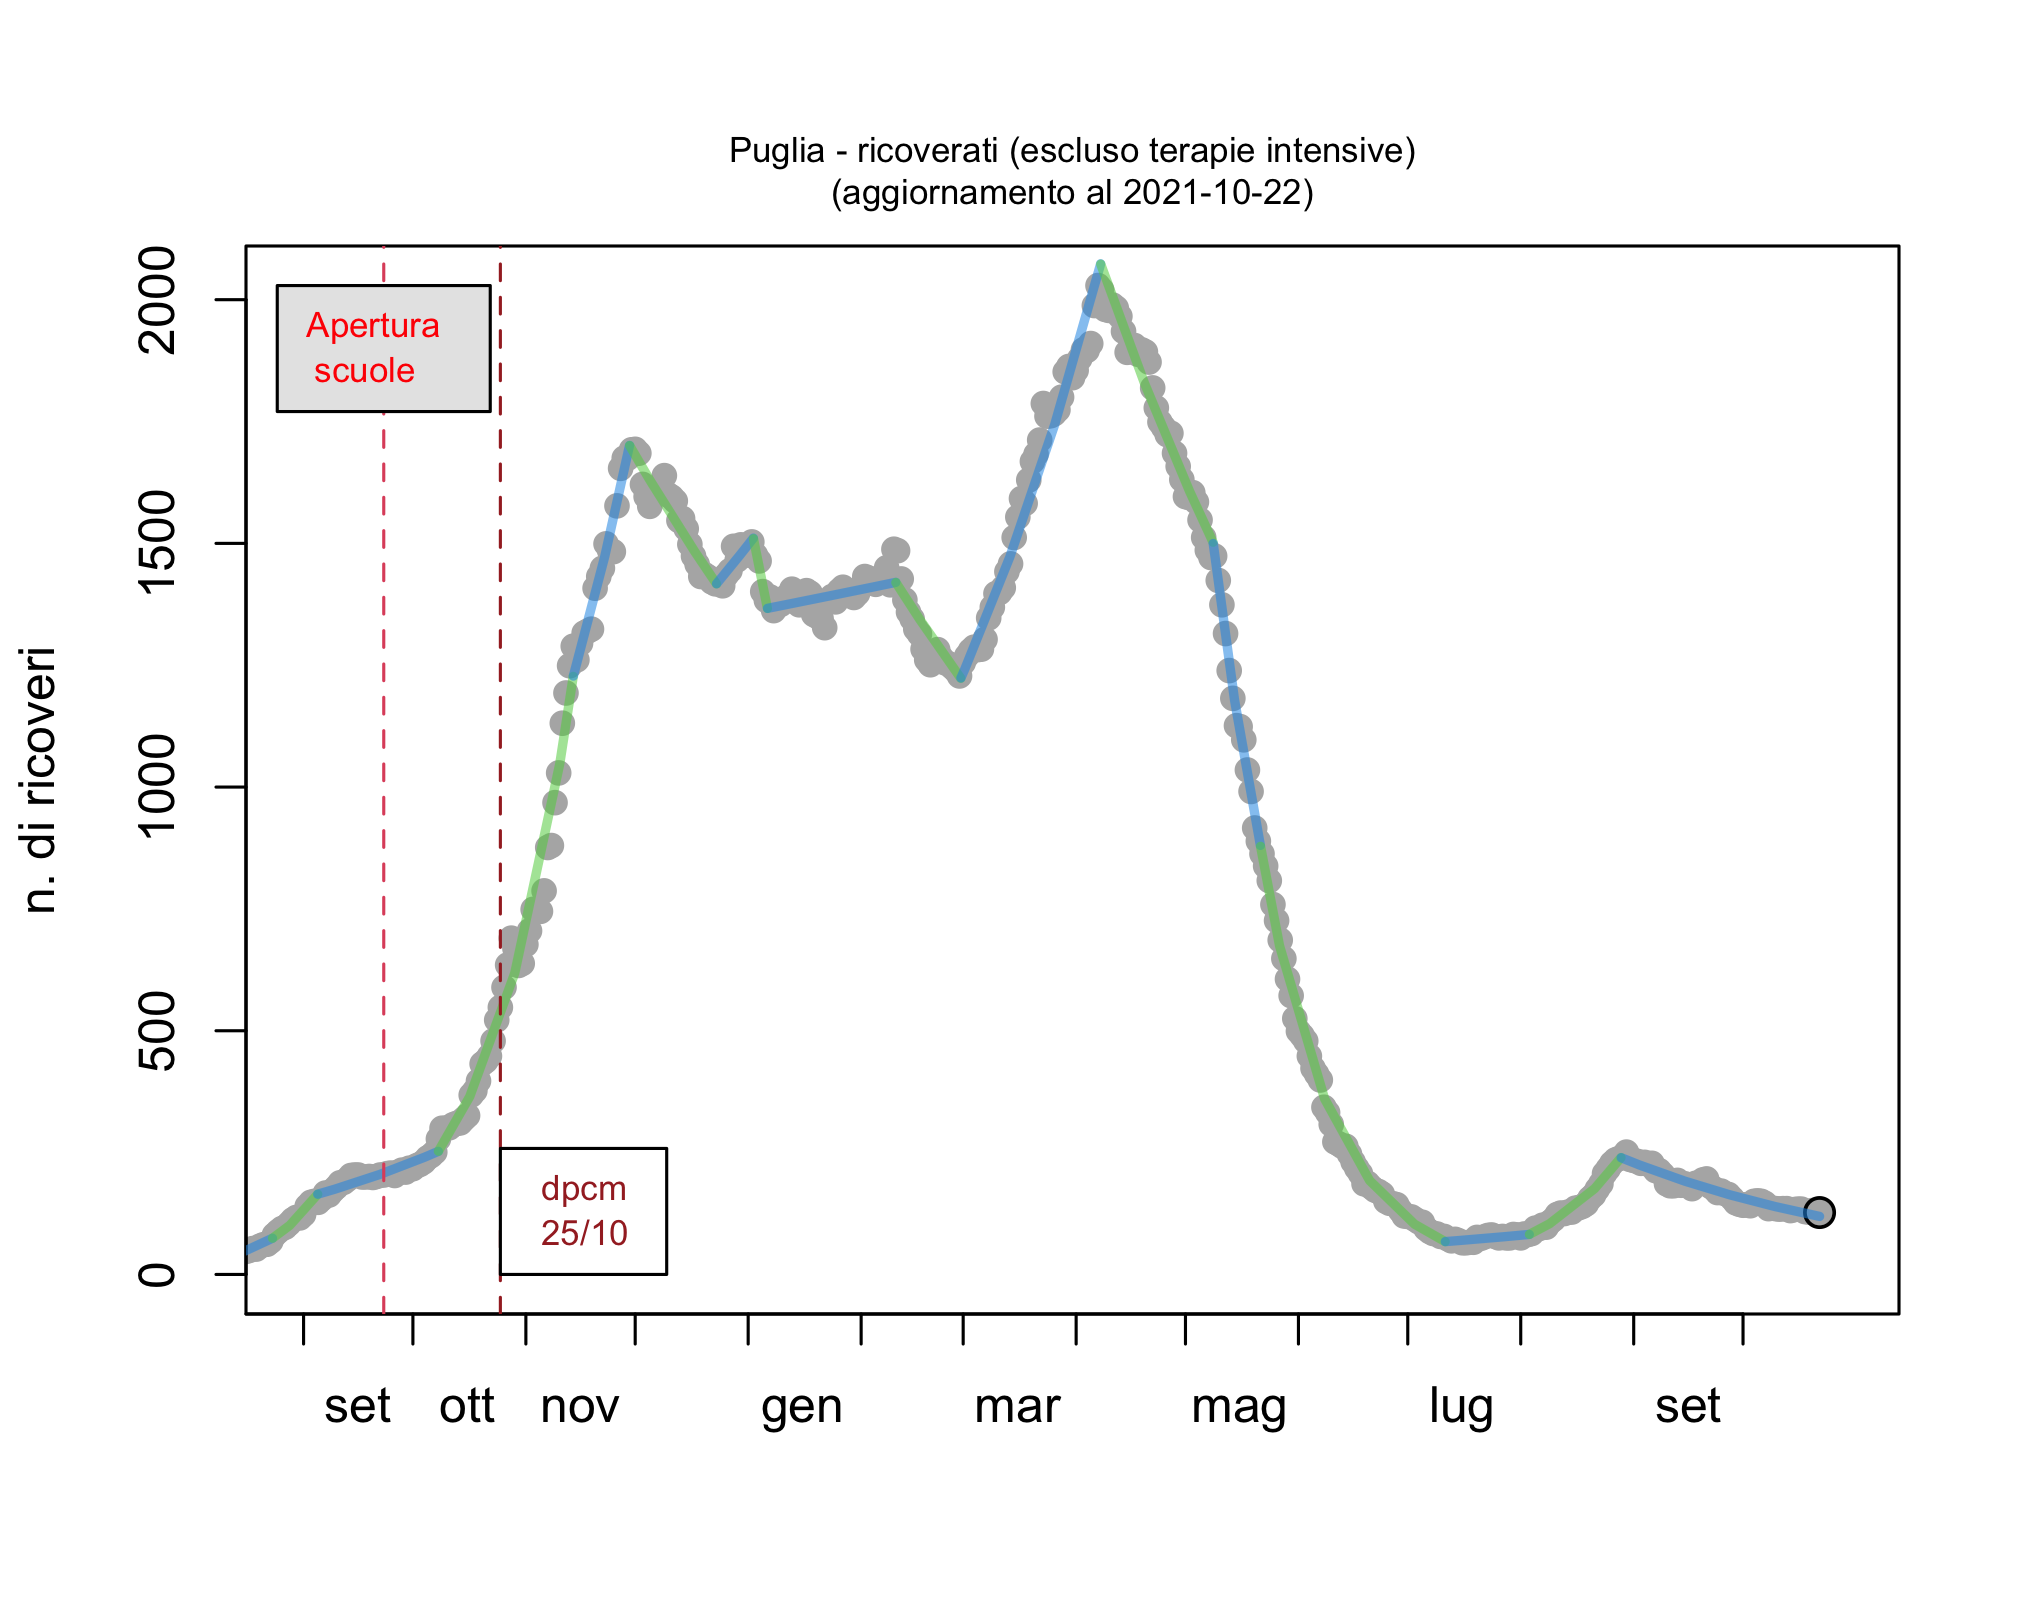 Puglia - ricoverati (escluso terapie intensive)
(aggiornamento al 2021-10-22)
n. di ricoveri
2000
1500
1000
500
0
Apertura
scuole
dpcm
25/10
set ott nov gen mar mag lug set